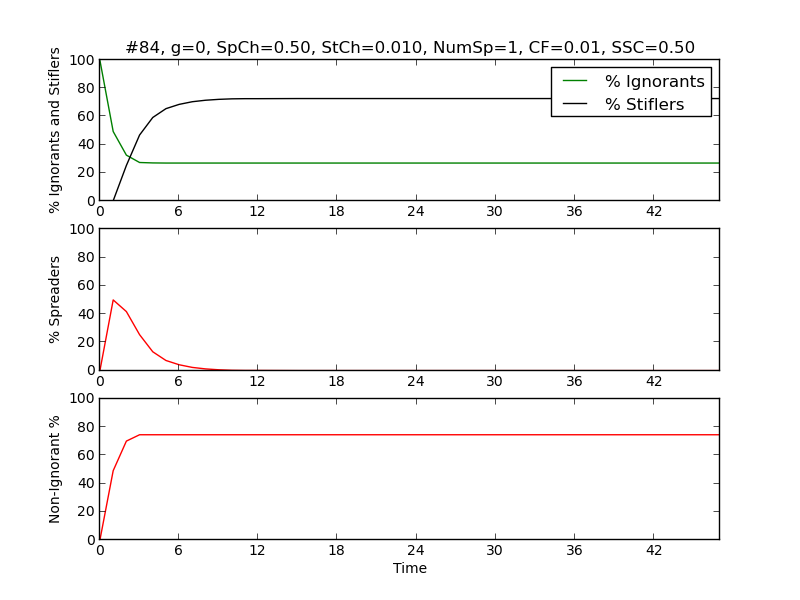 #84, g=0, SpCh=0.50, StCh=0.010, NumSp=1, CF=0.01, SSC=0.50
% Ignorants and Stiflers
100
80
60
40
20
0
% Ignorants
% Stiflers
0 6 12 18 24 30 36 42
% Spreaders
100
80
60
40
20
0
0 6 12 18 24 30 36 42
Non-Ignorant %
100
80
60
40
20
0
0 6 12 18 24 30 36 42
Time